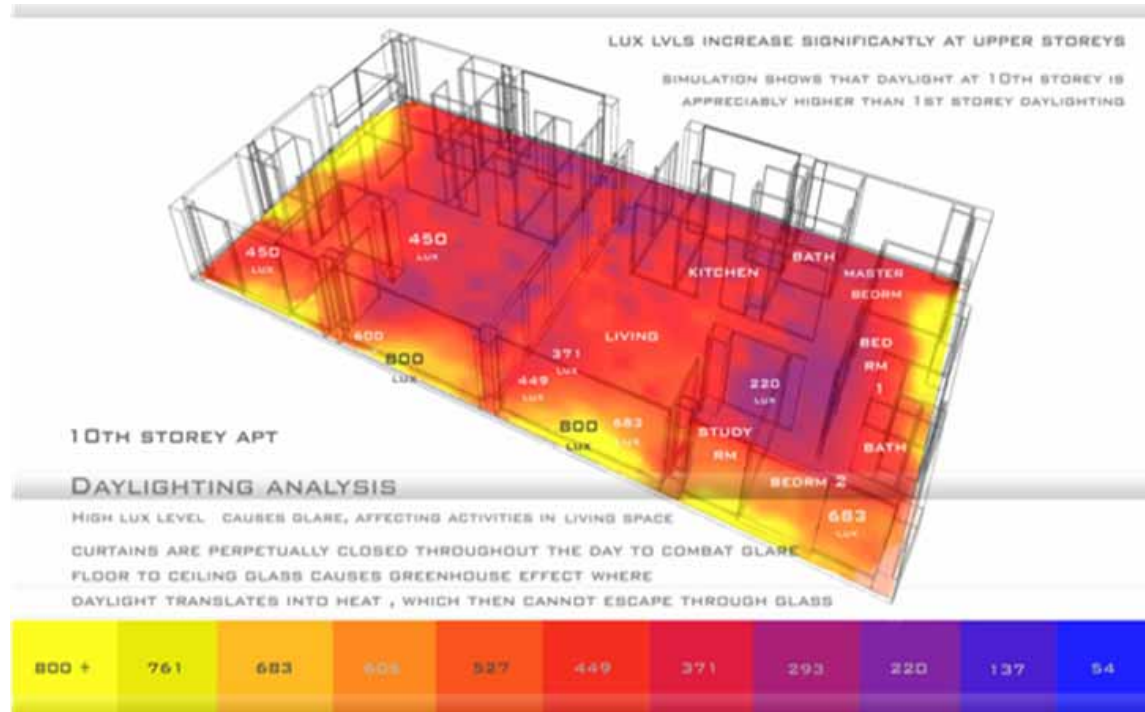 LUX LVLS INCREASE SIGNIFICANTLY AT UPPER STOREYS
SIMULATION SHOWS THAT DAYLIGHT AT 10TH STOREY IS
APPRECIABLY HIGHER THAN 1ST STOREY DAYLIGHTING
450
LUX
450
LUX
KITCHEN
BATH
MASTER
BEDRM
600
800
LUX
371
LUX
449
LUX
LIVING
BED
RM
1
220
LUX
800
LUX
683
LUX
STUDY
RM
BATH
BEDRM 2
683
LUX
10TH STOREY APT
DAYLIGHTING ANALYSIS
HIGH LUX LEVEL CAUSES GLARE, AFFECTING ACTIVITIES IN LIVING SPACE
CURTAINS ARE PERPETUALLY CLOSED THROUGHOUT THE DAY TO COMBAT GLARE
FLOOR TO CEILING GLASS CAUSES GREENHOUSE EFFECT WHERE
DAYLIGHT TRANSLATES INTO HEAT , WHICH THEN CANNOT ESCAPE THROUGH GLASS
800 + 761 683 605 527 449 371 293 220 137 54